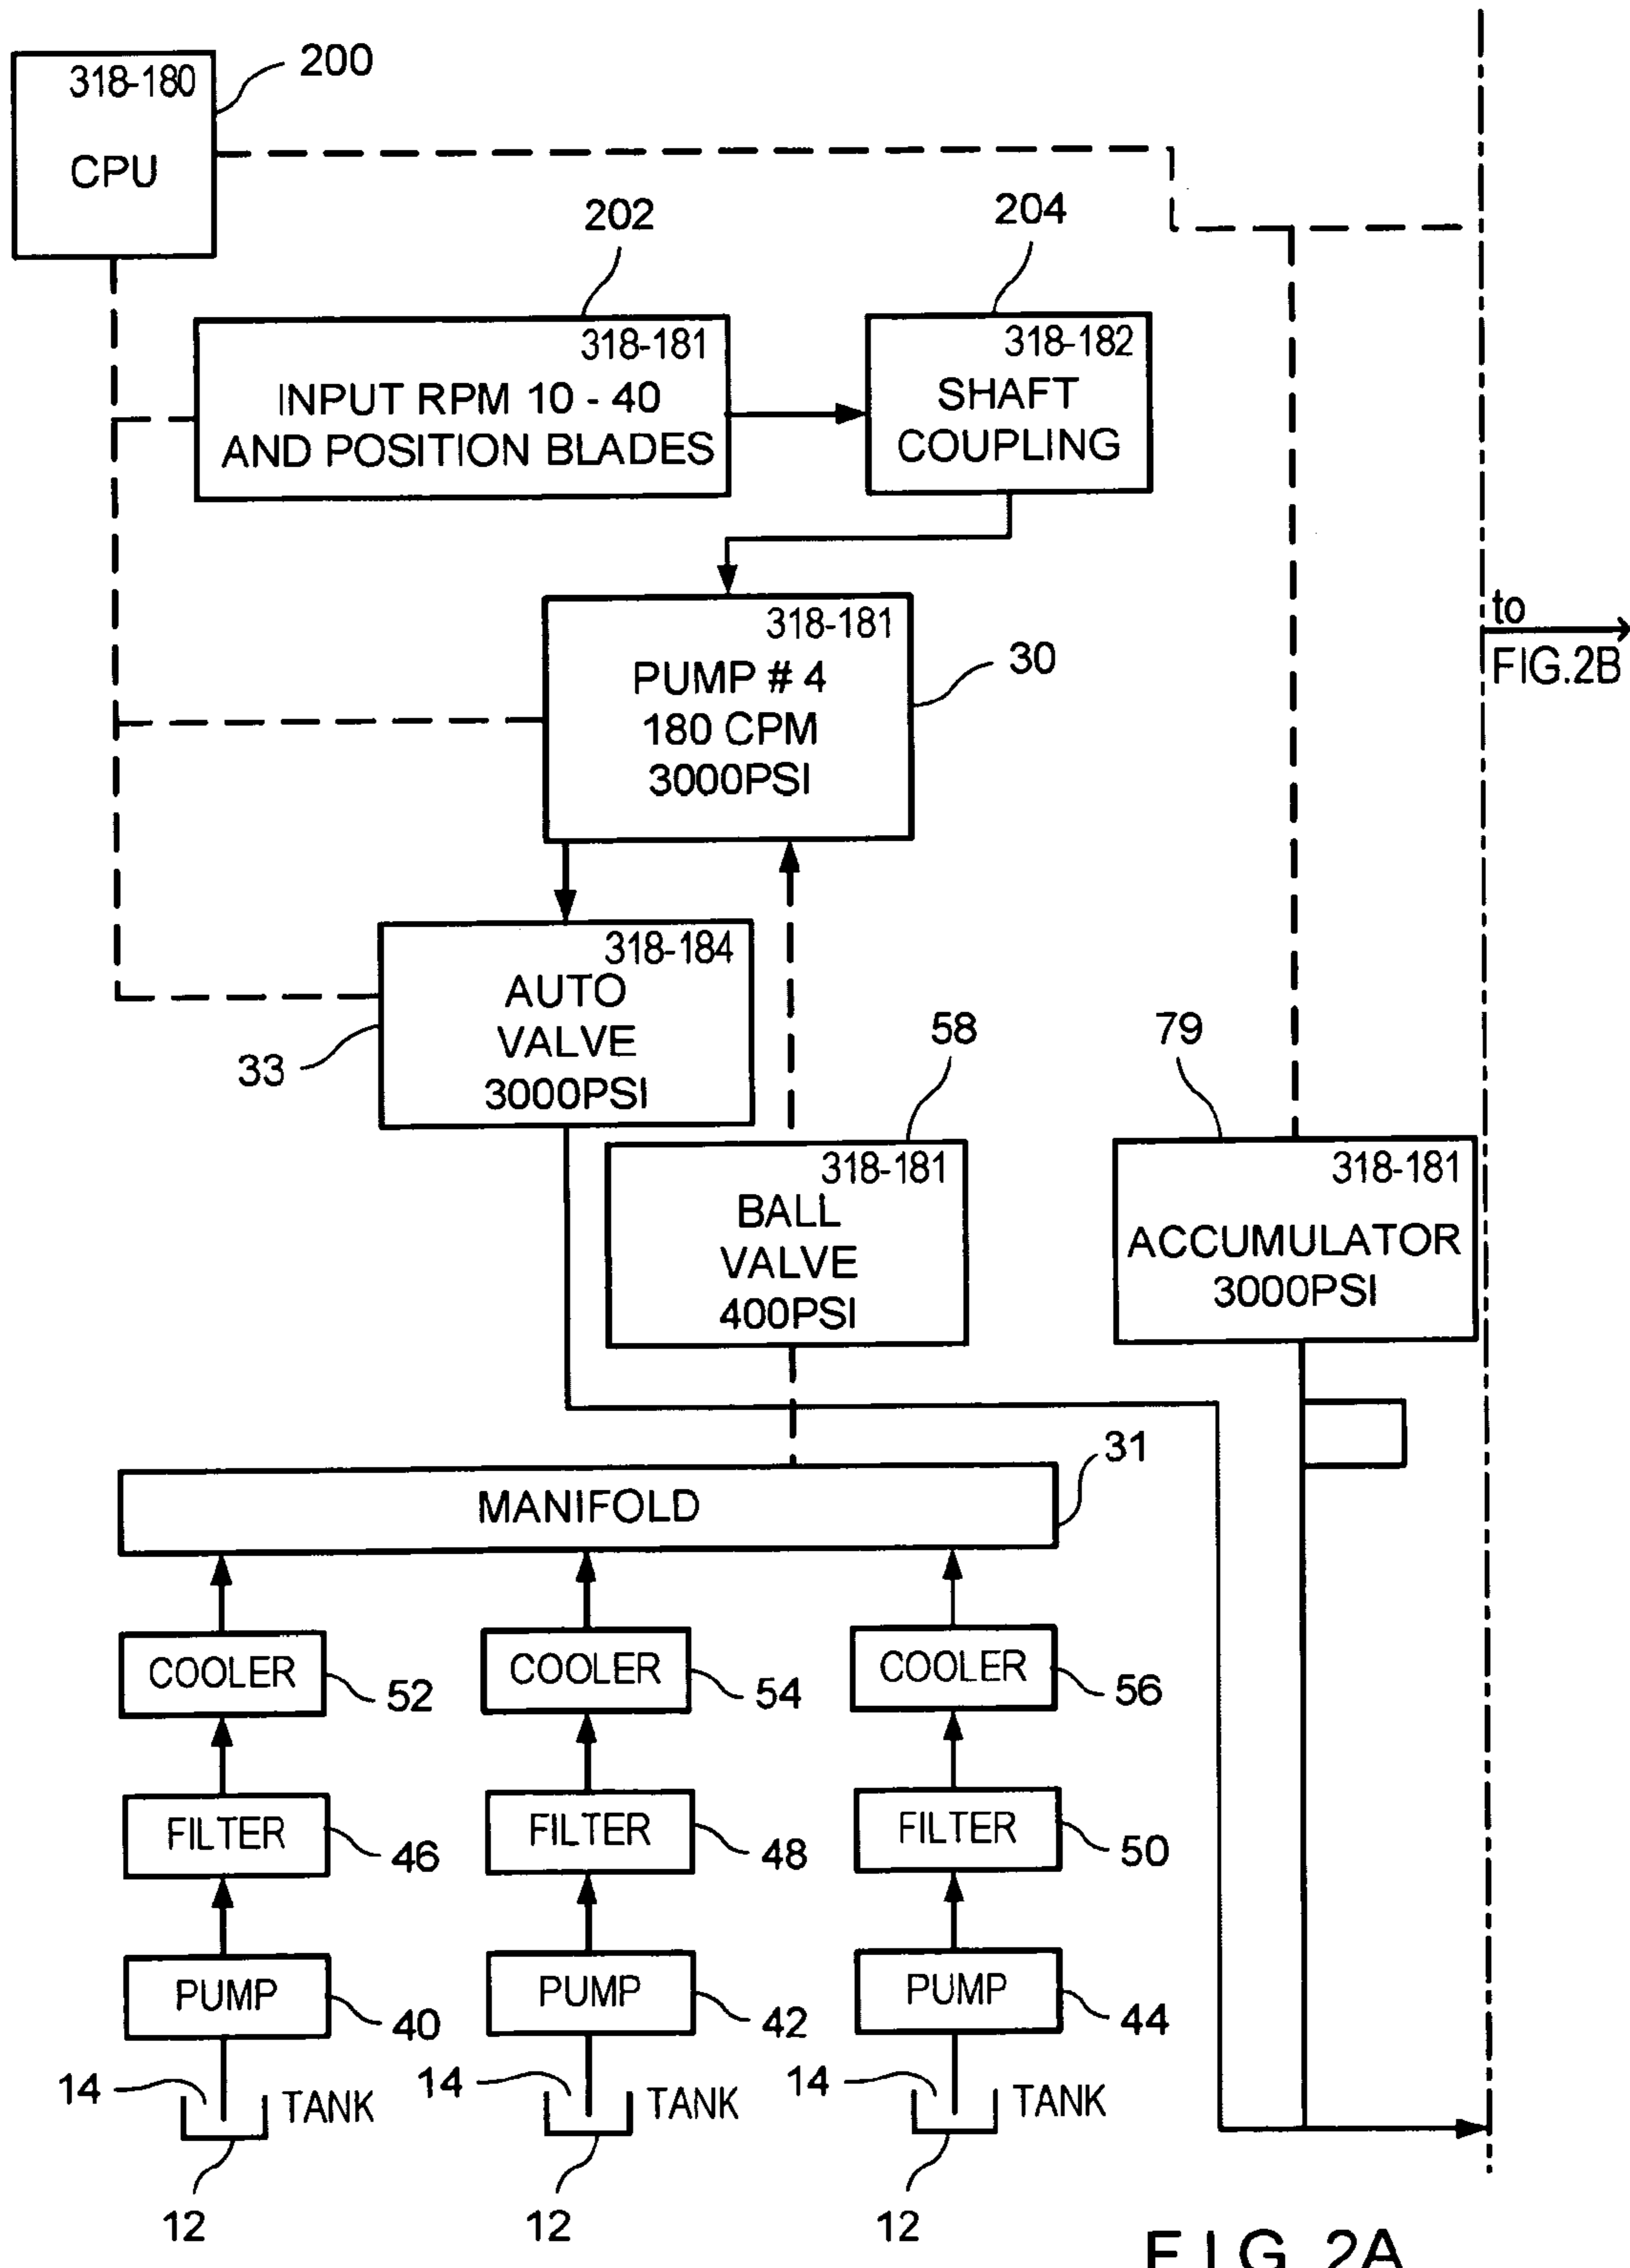 318-180
200
CPU
202
204
318-181
INPUT RPM 10 - 40
AND POSITION BLADES
318-182
SHAFT
COUPLING
to
FIG.2B
318-181
PUMP # 4
180 CPM
3000PSI
30
318-184
AUTO
VALVE
3000PSI
33
58
79
318-181
BALL
VALVE
400PSI
318-181
ACCUMULATOR
3000PSI
31
MANIFOLD
COOLER
52
COOLER
54
COOLER
56
FILTER
46
FILTER
48
FILTER
50
PUMP
40
PUMP
42
PUMP
44
14
TANK
14
TANK
14
TANK
12
12
12
FIG. 2A